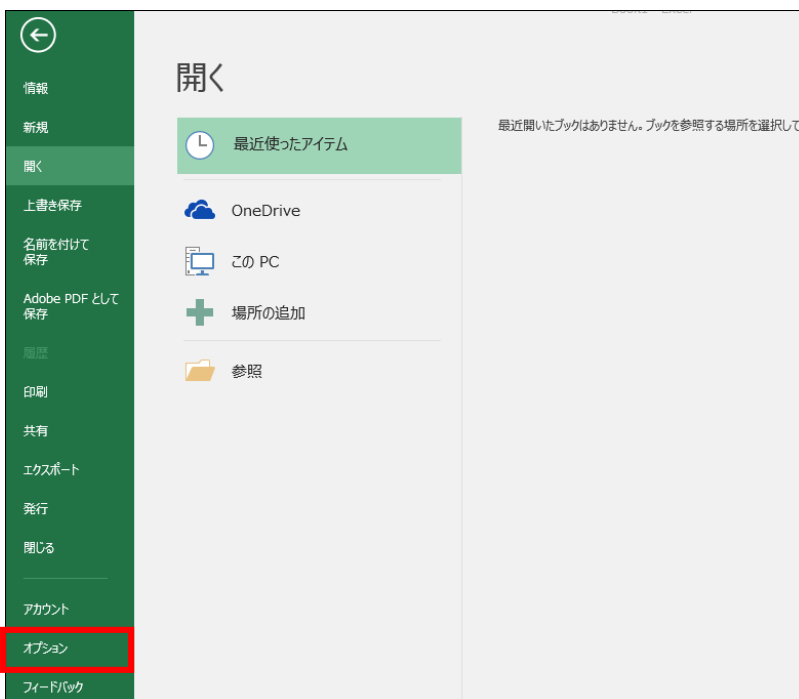 情報
新規
開く
上書き保存
名前を付けて
保存
Adobe PDF として
保存
履歴
印刷
共有
エクスポート
発行
閉じる
アカウント
オプション
フィードバック
開く
最近使ったアイテム
OneDrive
この PC
場所の追加
参照
最近開いたブックはありません。ブックを参照する場所を選択して